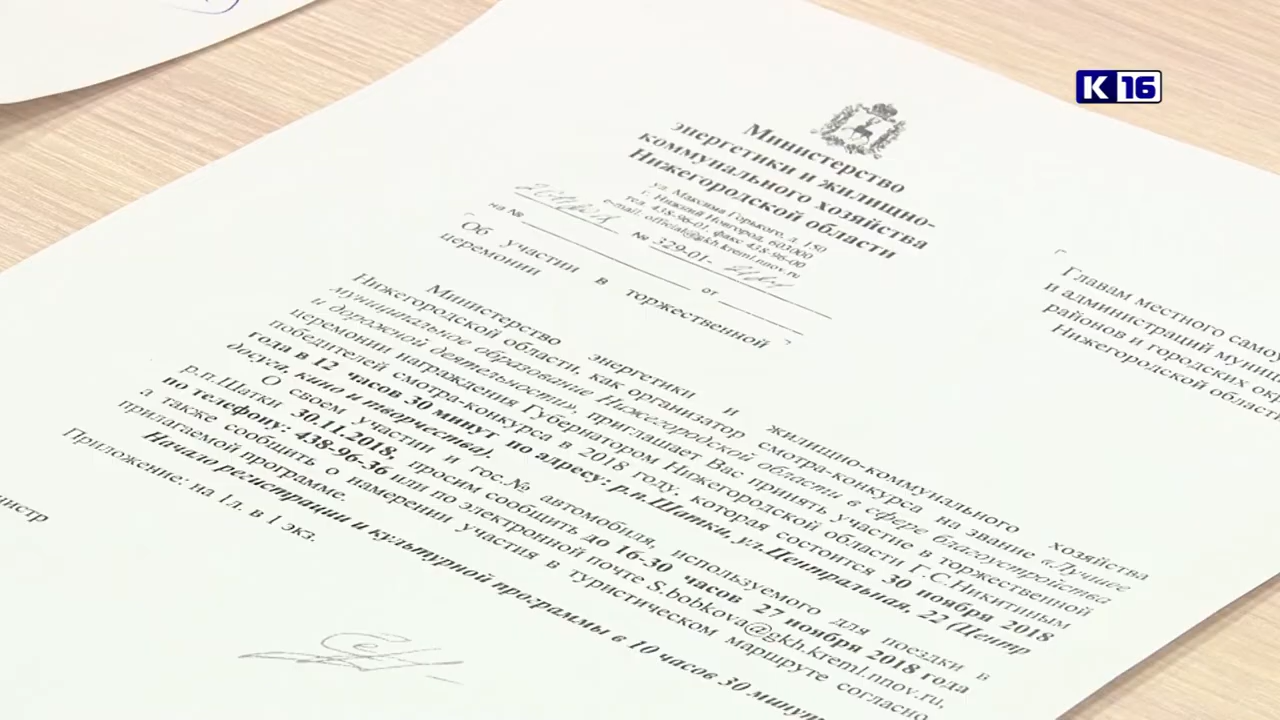 К 16
Министерство
энергетики и жилищно-
коммунального хозяйства
Нижегородской области
ул. Максима Горького, д. 150
г. Нижний Новгород, 603000
тел. 438-96-01, факс 438-96-00
e-mail: official@gkh.kreml.nnov.ru
№ 329-01-
на № от
Об участии в торжественной
церемонии
Главам местного самоу
и администраций муници
районов и городских окр
Нижегородской област
Министерство энергетики и жилищно-коммунального хозяйства
Нижегородской области, как организатор смотра-конкурса на звание «Лучшее
муниципальное образование Нижегородской области в сфере благоустройства
и дорожной деятельности», приглашает Вас принять участие в торжественной
церемонии награждения Губернатором Нижегородской области Г.С.Никитиным
победителей смотра-конкурса в 2018 году, которая состоится 30 ноября 2018
года в 12 часов 30 минут по адресу: р.п.Шатки, ул.Центральная, 22 (Центр
досуга, кино и творчества).
О своем участии и гос.№ автомобиля, используемого для поездки в
р.п.Шатки 30.11.2018, просим сообщить до 16-30 часов 27 ноября 2018 года
по телефону: 438-96-36 или по электронной почте S.bobkova@gkh.kreml.nnov.ru,
а также сообщить о намерении участия в туристическом маршруте согласно
прилагаемой программе.
Начало регистрации и культурной программы в 10 часов 30 минут
Приложение: на 1л. в 1 экз.
нистр